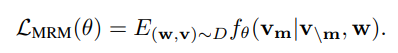 ℒ_MRM(θ) = E_(w,v)∼D f_θ(v_m|v_\m, w).